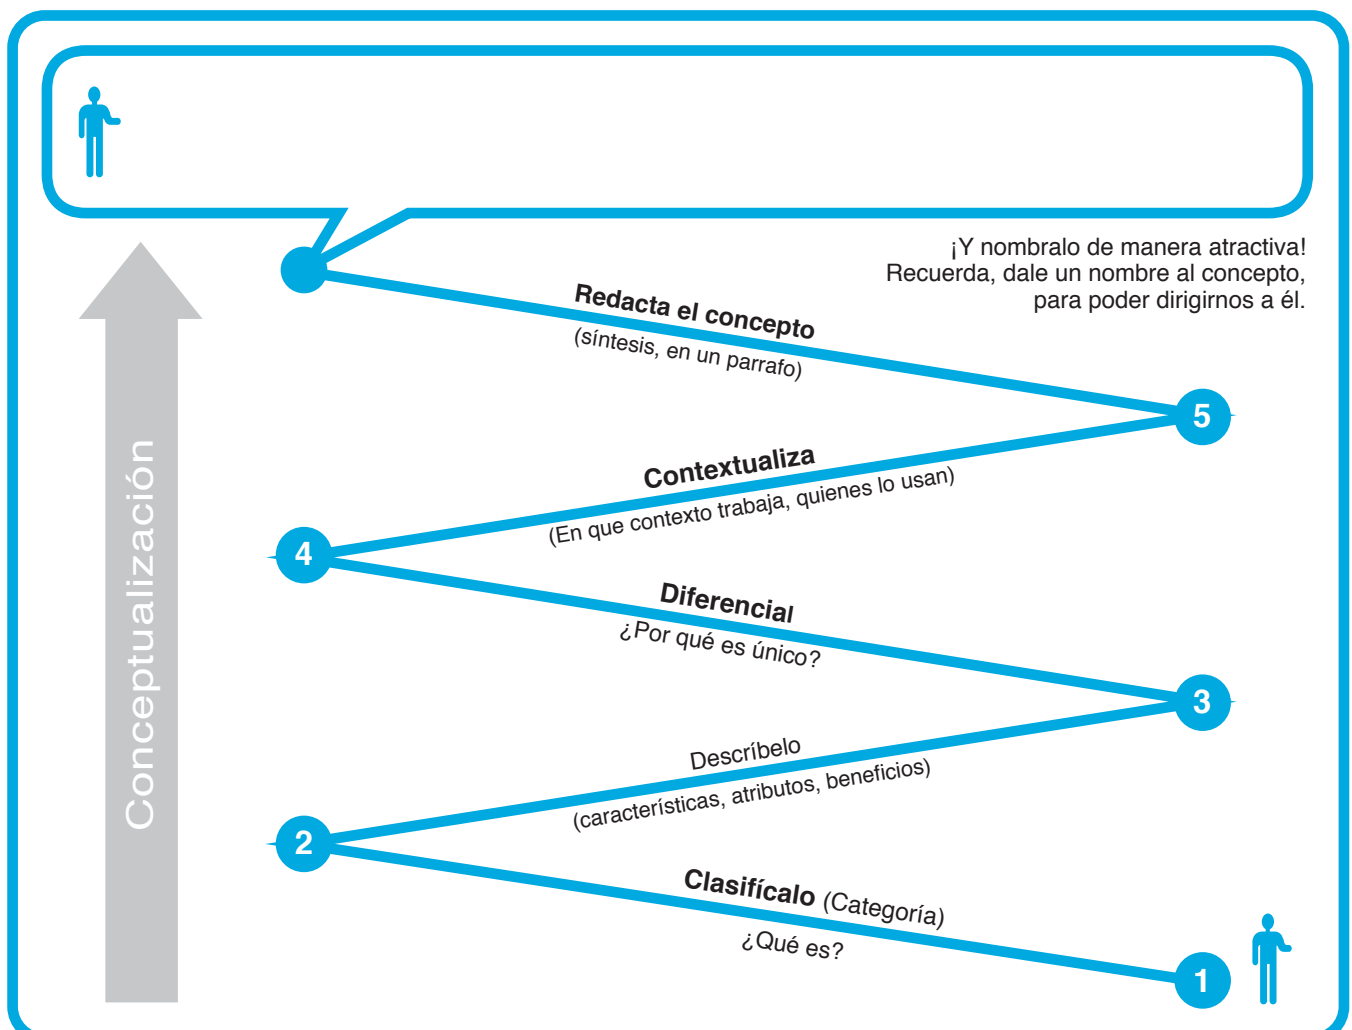 ¡Y nombralo de manera atractiva!
Recuerda, dale un nombre al concepto,
para poder dirigirnos a él.
Redacta el concepto
(síntesis, en un parrafo)
5
Contextualiza
(En que contexto trabaja, quienes lo usan)
4
Diferencial
¿Por qué es único?
3
Descríbelo
(características, atributos, beneficios)
2
Clasifícalo (Categoría)
¿Qué es?
1
Conceptualización